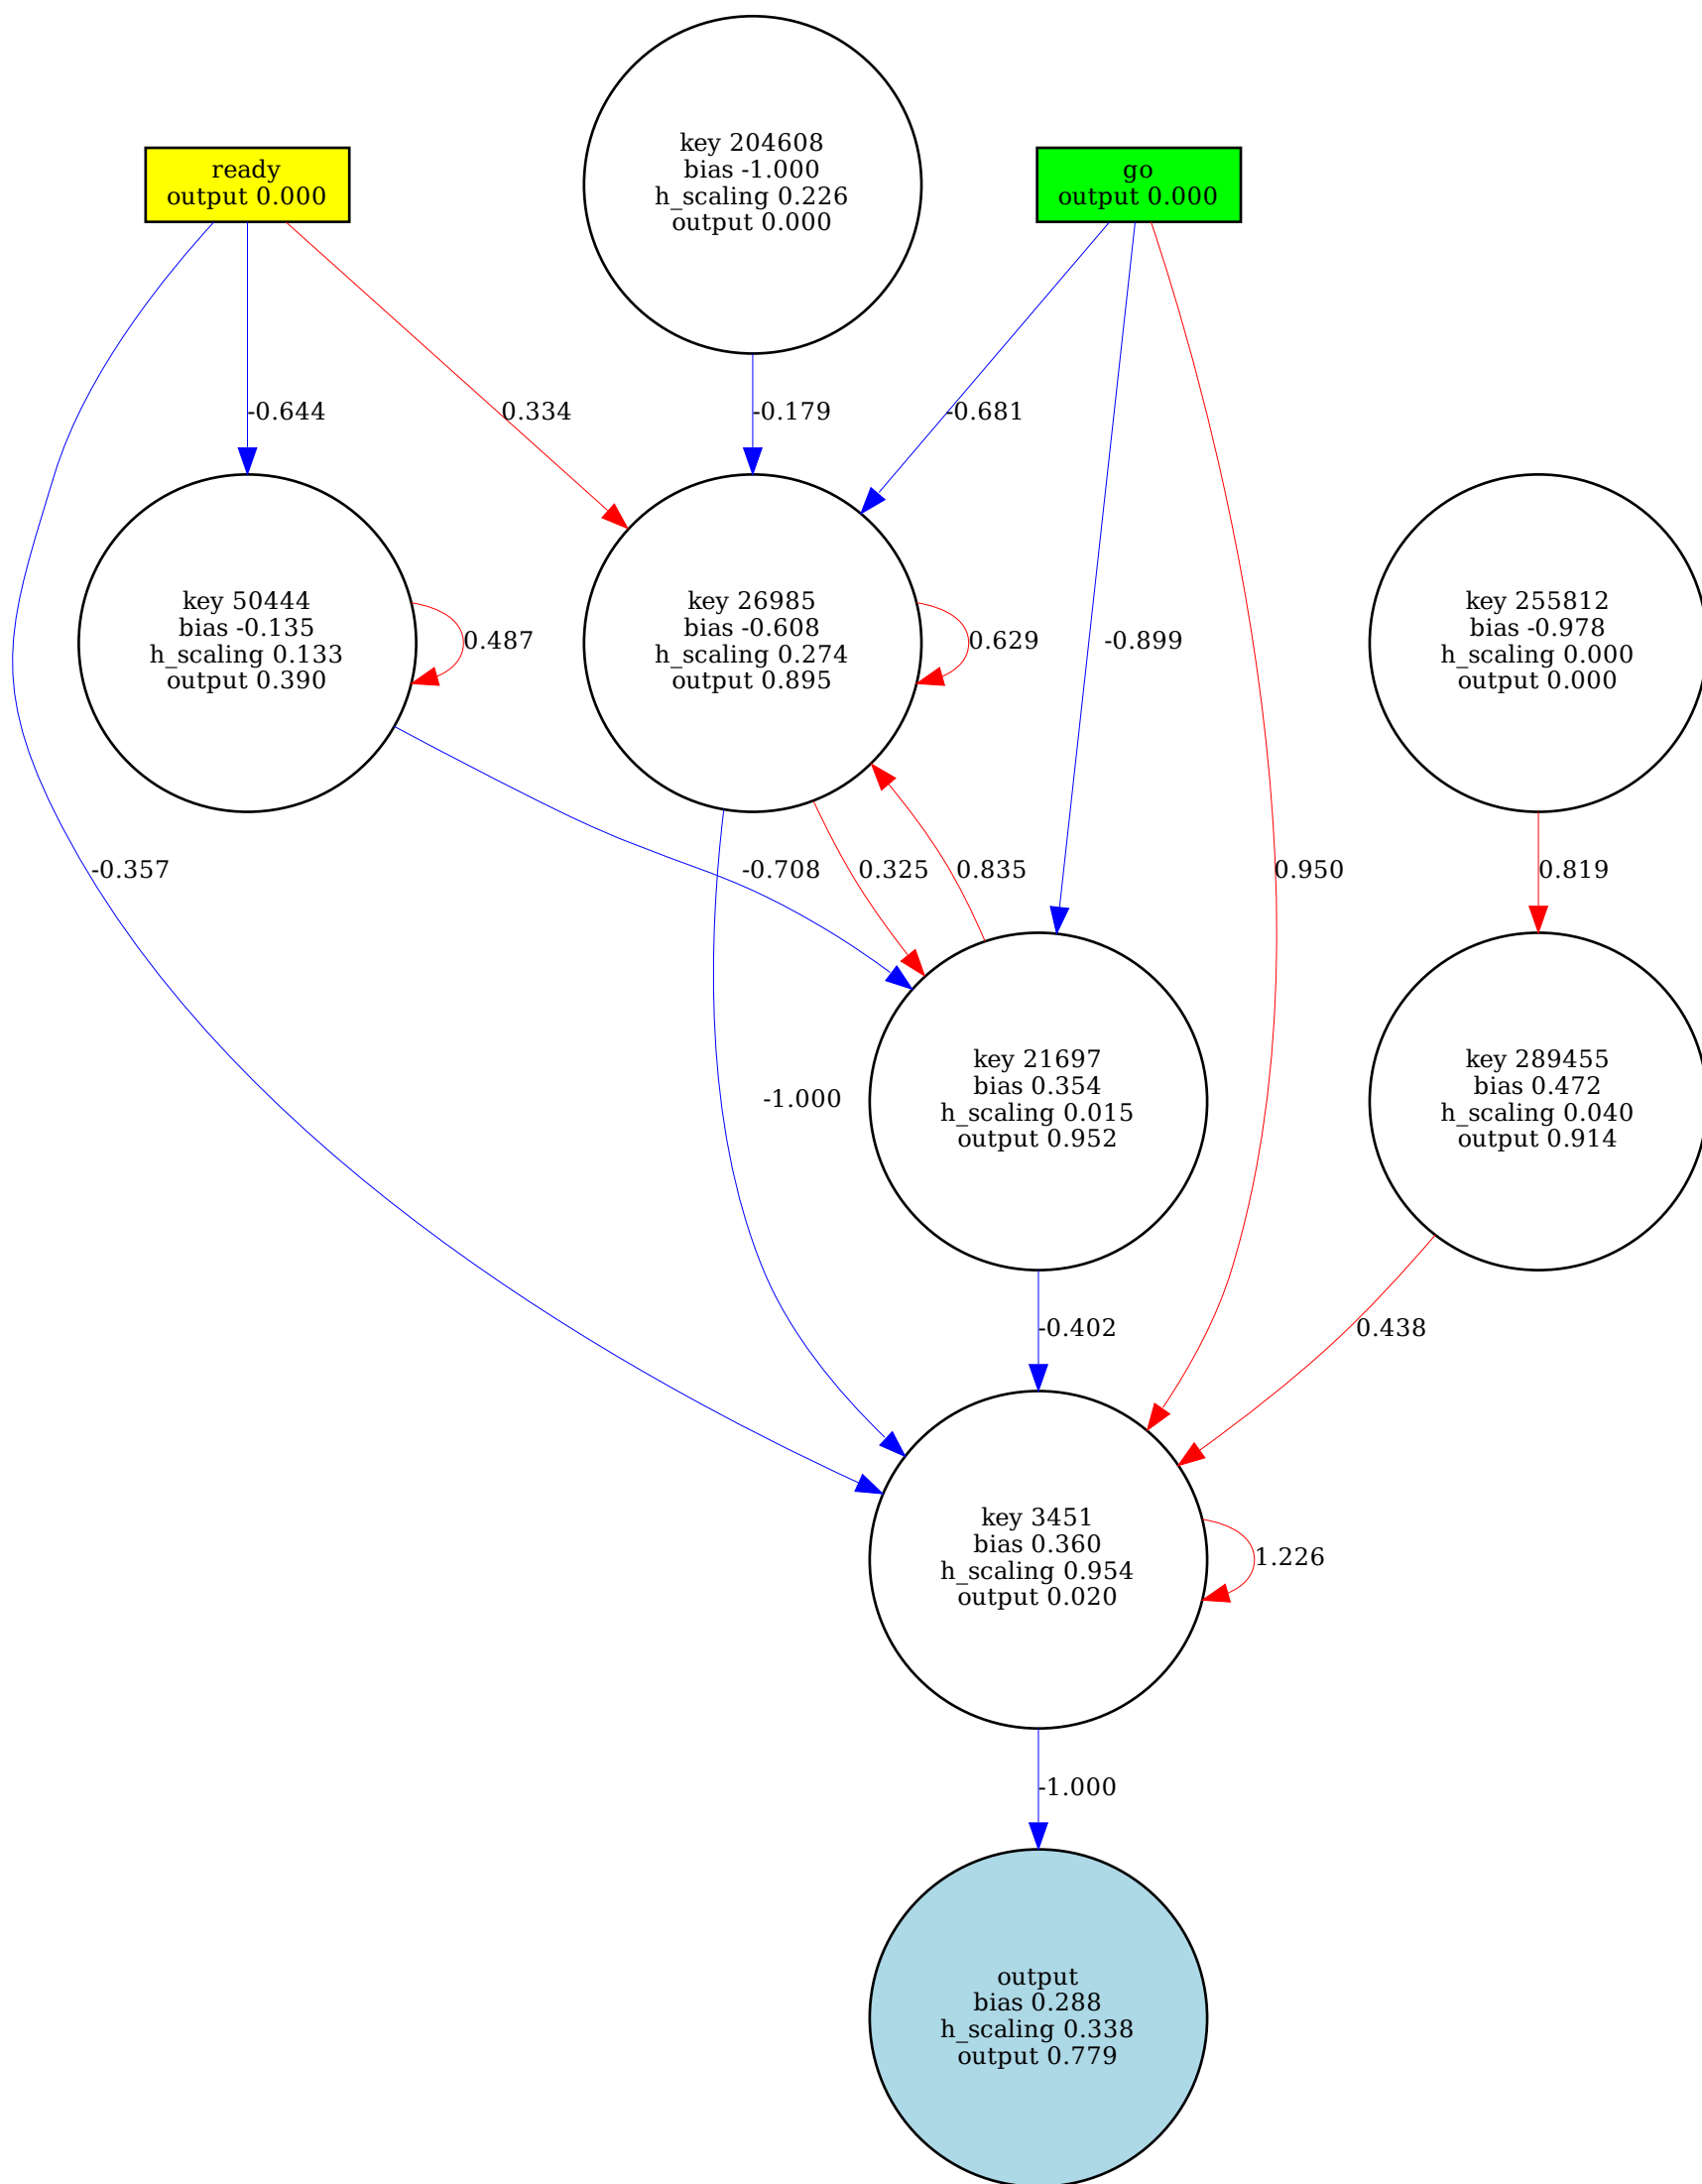 key 204608
bias -1.000
h_scaling 0.226
output 0.000
ready
output 0.000
go
output 0.000
-0.644
0.334
-0.179
-0.681
key 50444
bias -0.135
h_scaling 0.133
output 0.390
0.487
key 26985
bias -0.608
h_scaling 0.274
output 0.895
0.629
-0.899
key 255812
bias -0.978
h_scaling 0.000
output 0.000
-0.357
-0.708
0.325
0.835
0.950
0.819
-1.000
key 21697
bias 0.354
h_scaling 0.015
output 0.952
key 289455
bias 0.472
h_scaling 0.040
output 0.914
-0.402
0.438
key 3451
bias 0.360
h_scaling 0.954
output 0.020
1.226
-1.000
output
bias 0.288
h_scaling 0.338
output 0.779